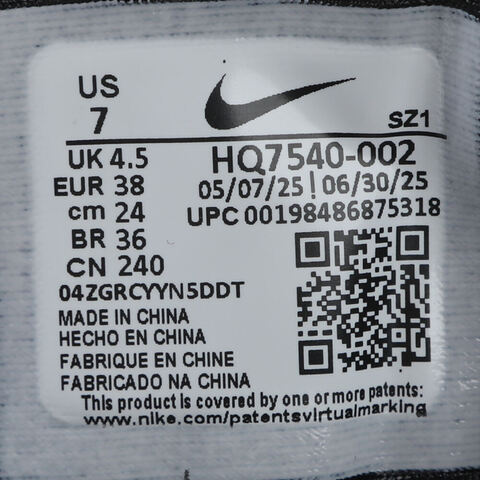 US
7
SZ1
UK 4.5
HQ7540-002
EUR 38
05/07/25 | 06/30/25
cm 24
UPC 00198486875318
BR 36
CN 240
04ZGRCYYN5DDT
MADE IN CHINA
HECHO EN CHINA
FABRIQUE EN CHINE
FABRICADO NA CHINA
This product is covered by one or more patents:
www.nike.com/patentsvirtualmarking